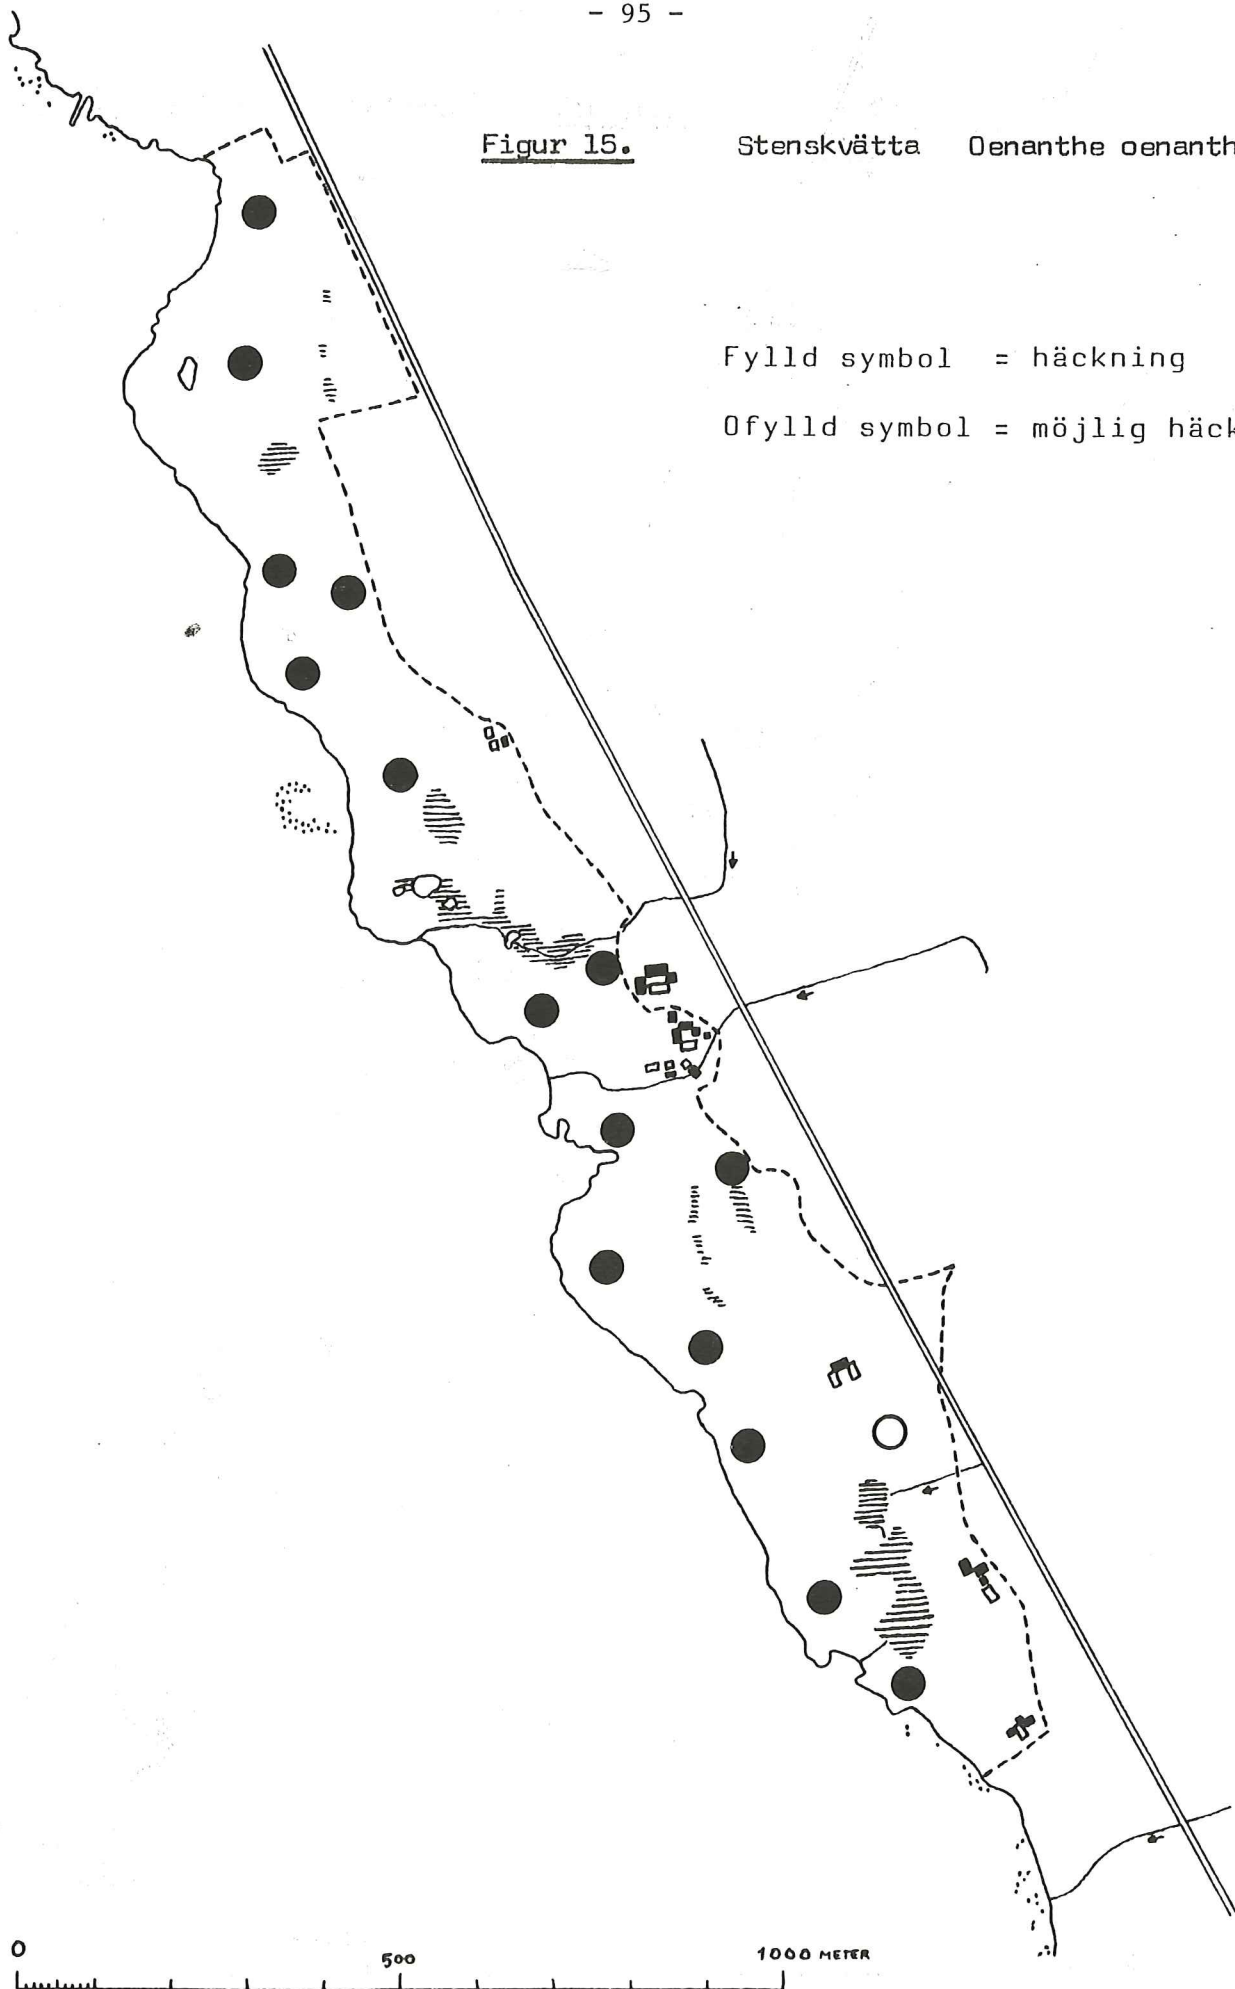 - 95 -
Figur 15. Stenskvätta Oenanthe oenanth
Fylld symbol = häckning
Ofylld symbol = möjlig häck
0 500 1000 METER